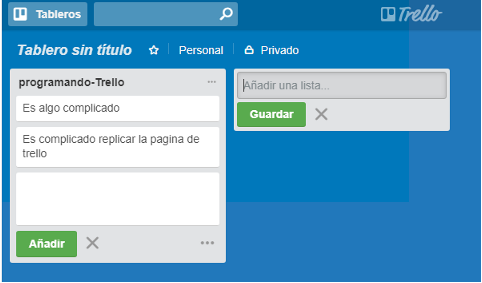 Tableros
Trello
Tablero sin título
Personal
Privado
programando-Trello
Es algo complicado
Es complicado replicar la pagina de
trello
Añadir
Añadir una lista...
Guardar